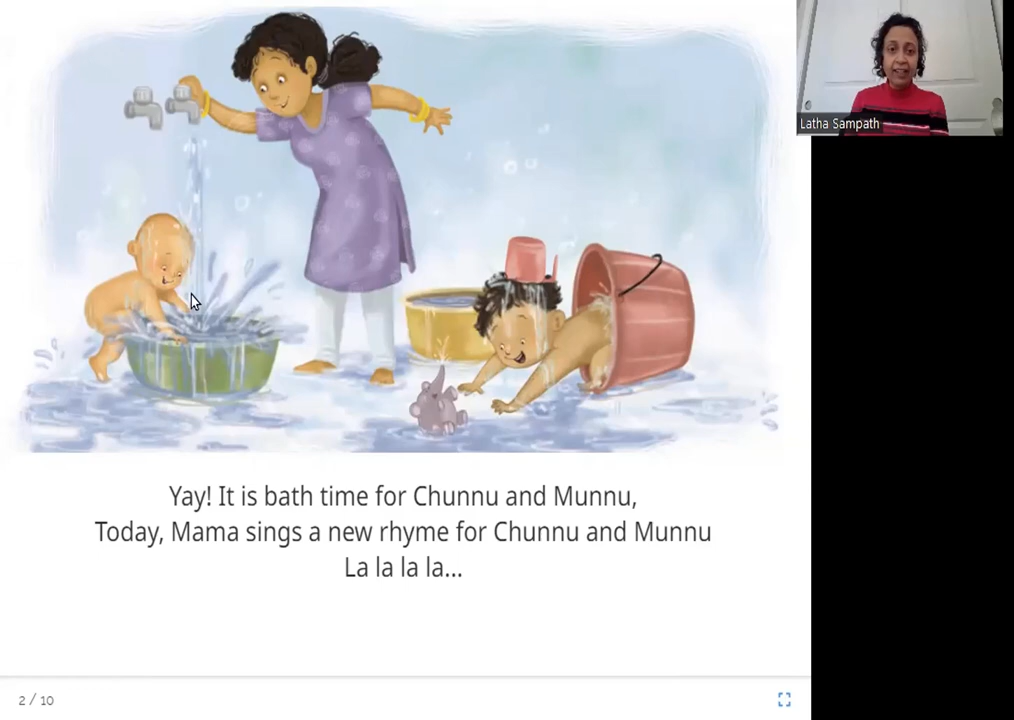 Latha Sampath
Yay! It is bath time for Chunnu and Munnu,
Today, Mama sings a new rhyme for Chunnu and Munnu
La la la la...
2 / 10